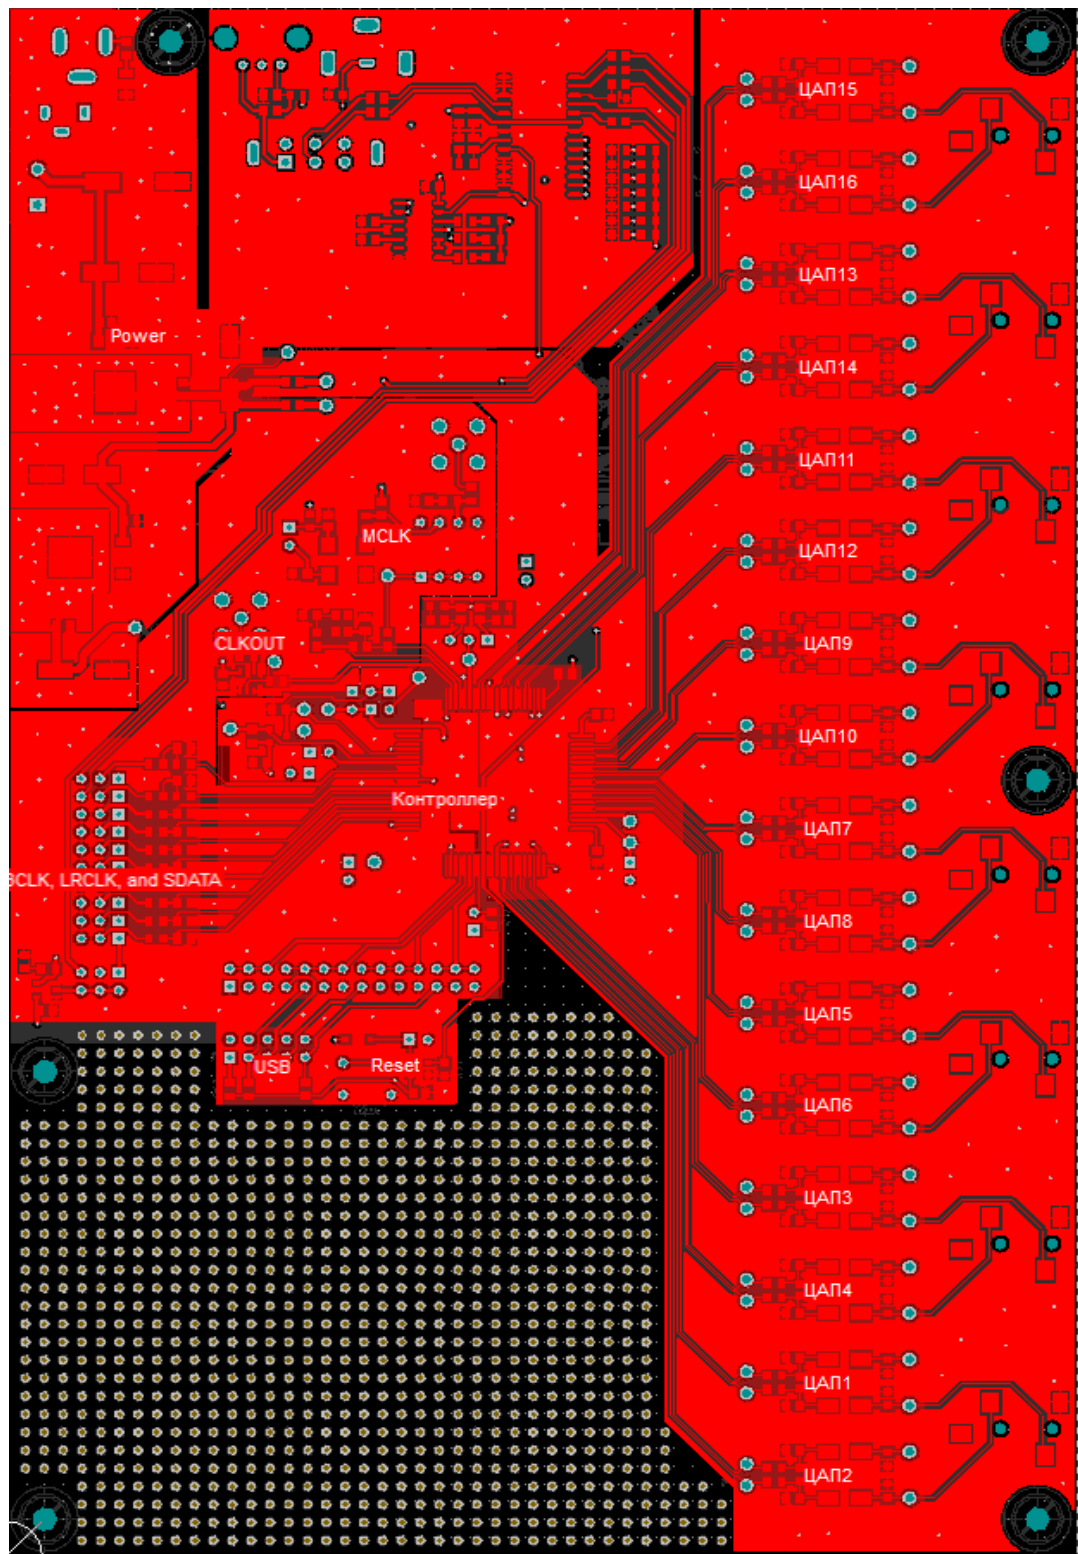 ЦАП15
ЦАП16
ЦАП13
Power
ЦАП14
ЦАП11
MCLK
ЦАП12
CLKOUT
ЦАП9
ЦАП10
Контроллер
ЦАП7
BCLK, LRCLK, and SDATA
ЦАП8
ЦАП5
USB
Reset
ЦАП6
ЦАП3
ЦАП4
ЦАП1
ЦАП2